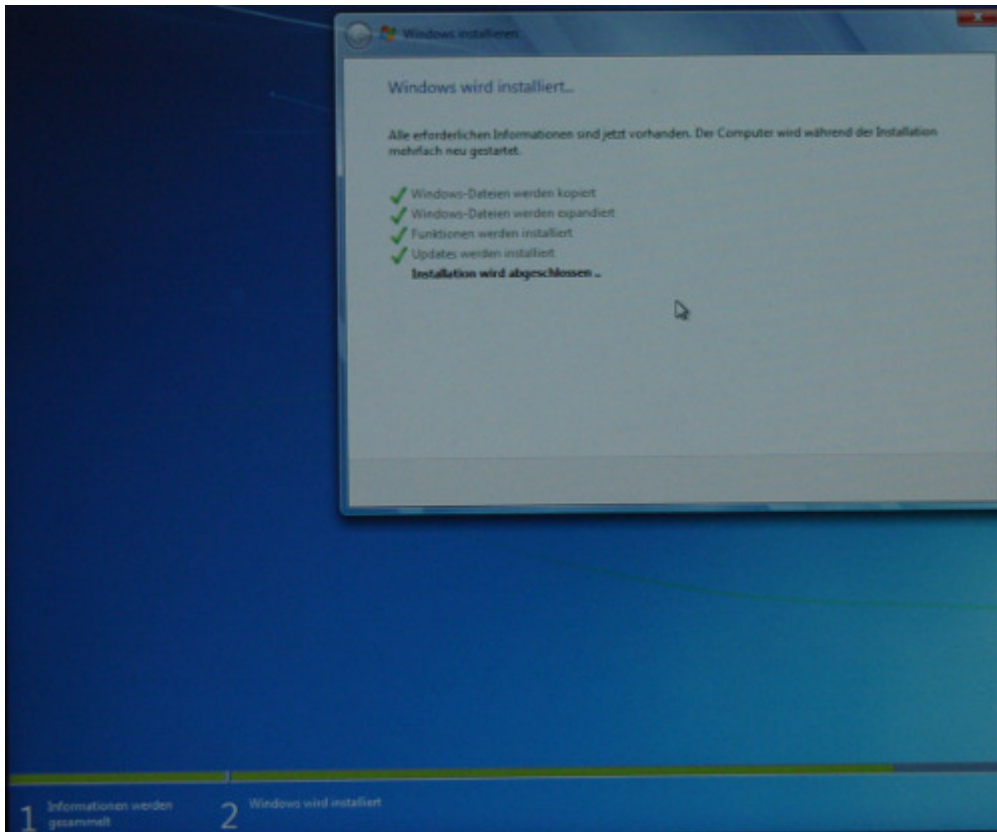 Windows installieren
Windows wird installiert...
Alle erforderlichen Informationen sind jetzt vorhanden. Der Computer wird während der Installation
mehrfach neu gestartet.
Windows-Dateien werden kopiert
Windows-Dateien werden expandiert
Funktionen werden installiert
Updates werden installiert
Installation wird abgeschlossen ..
1 Informationen werden
gesammelt
2 Windows wird installiert